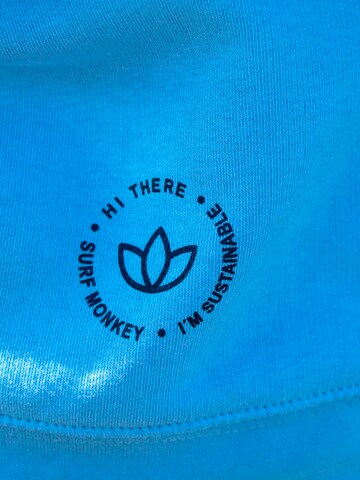 HI THERE
I'M SUSTAINABLE
SURF MONKEY